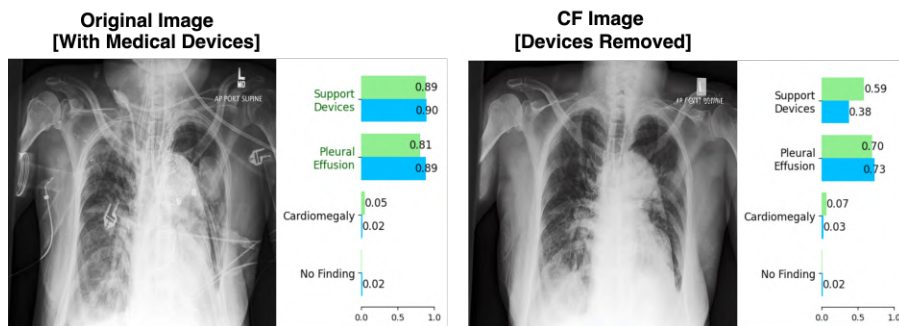 Original Image
[With Medical Devices]
L
AP PORT SUPINE
Support
Devices
0.89
0.90
Pleural
Effusion
0.81
0.89
Cardiomegaly
0.05
0.02
No Finding
0.02
0.0
0.5
1.0
CF Image
[Devices Removed]
L
Support
Devices
0.59
0.38
Pleural
Effusion
0.70
0.73
Cardiomegaly
0.07
0.03
No Finding
0.02
0.0
0.5
1.0